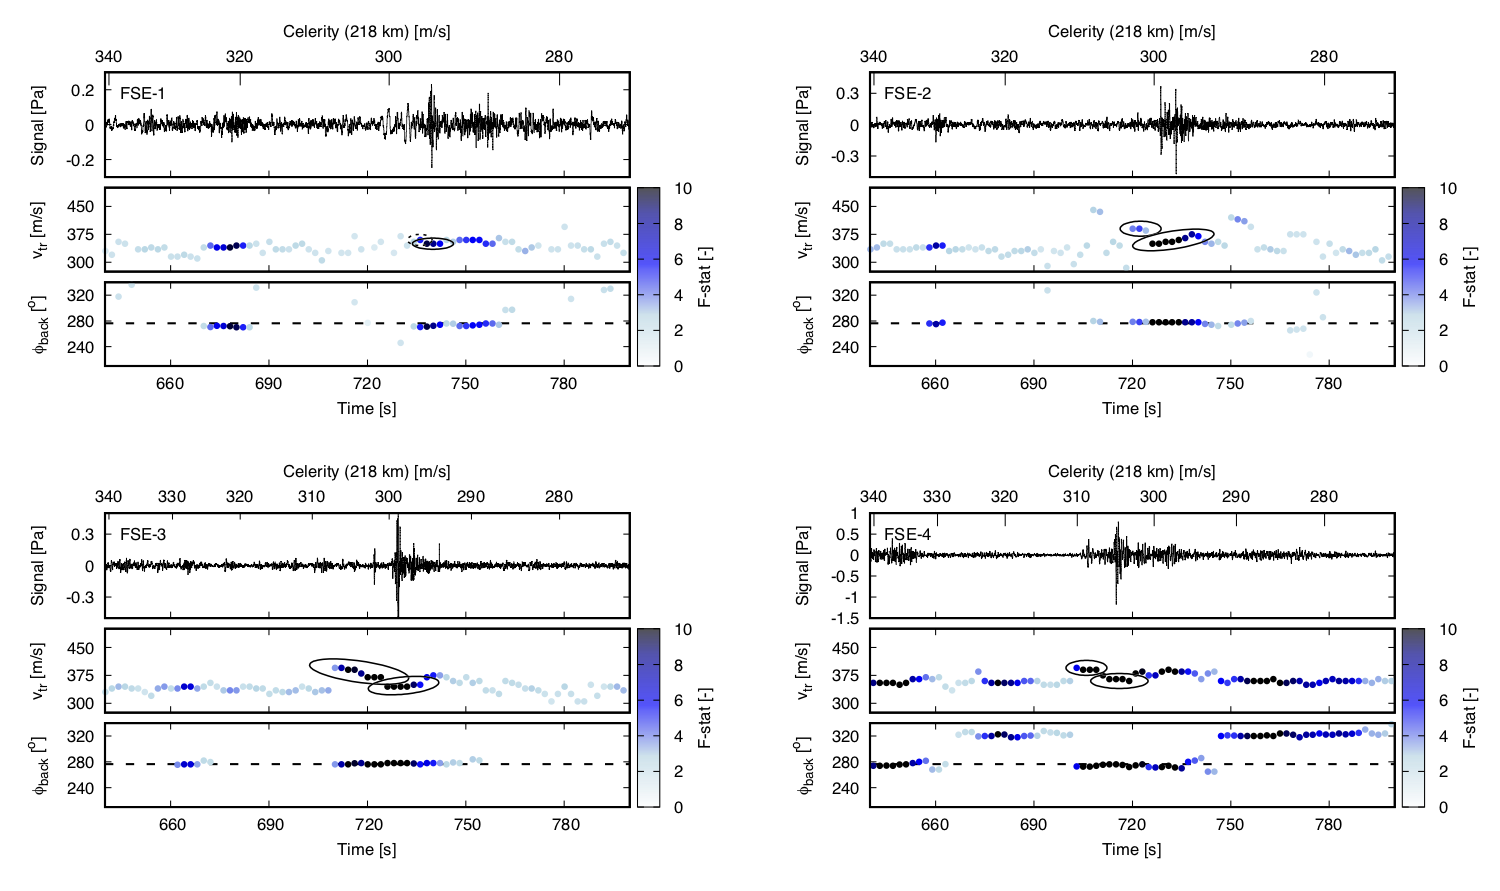 Celerity (218 km) [m/s]
340 320 300 280
FSE-1
Signal [Pa]
0.2
0
-0.2
v_tr [m/s]
450
375
300
ϕ_back [°]
320
280
240
660 690 720 750 780
Time [s]
10
8
6
4
2
0
F-stat [-]
Celerity (218 km) [m/s]
340 320 300 280
FSE-2
Signal [Pa]
0.3
0
-0.3
v_tr [m/s]
450
375
300
ϕ_back [°]
320
280
240
660 690 720 750 780
Time [s]
10
8
6
4
2
0
F-stat [-]
Celerity (218 km) [m/s]
340 330 320 310 300 290 280
FSE-3
Signal [Pa]
0.3
0
-0.3
v_tr [m/s]
450
375
300
ϕ_back [°]
320
280
240
660 690 720 750 780
Time [s]
10
8
6
4
2
0
F-stat [-]
Celerity (218 km) [m/s]
340 330 320 310 300 290 280
FSE-4
Signal [Pa]
1
0.5
0
-0.5
-1
-1.5
v_tr [m/s]
450
375
300
ϕ_back [°]
320
280
240
660 690 720 750 780
Time [s]
10
8
6
4
2
0
F-stat [-]